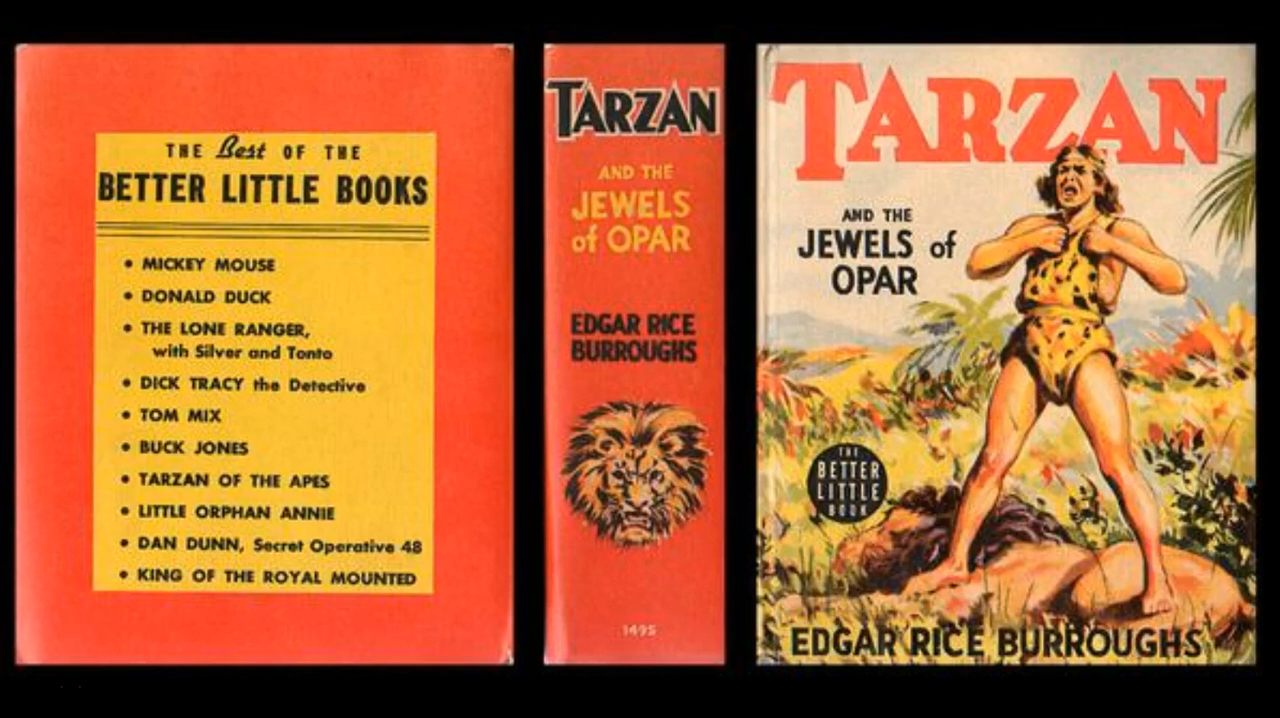 THE Best OF THE
BETTER LITTLE BOOKS
• MICKEY MOUSE
• DONALD DUCK
• THE LONE RANGER,
with Silver and Tonto
• DICK TRACY the Detective
• TOM MIX
• BUCK JONES
• TARZAN OF THE APES
• LITTLE ORPHAN ANNIE
• DAN DUNN, Secret Operative 48
• KING OF THE ROYAL MOUNTED
TARZAN
AND THE
JEWELS
of OPAR
EDGAR RICE
BURROUGHS
1495
TARZAN
AND THE
JEWELS of
OPAR
THE
BETTER
LITTLE
BOOK
EDGAR RICE BURROUGHS